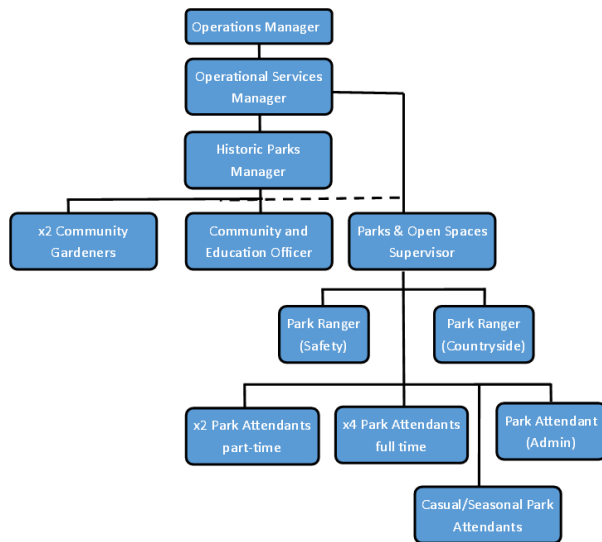 Operations Manager
Operational Services
Manager
Historic Parks
Manager
x2 Community
Gardeners
Community and
Education Officer
Parks & Open Spaces
Supervisor
Park Ranger
(Safety)
Park Ranger
(Countryside)
x2 Park Attendants
part-time
x4 Park Attendants
full time
Park Attendant
(Admin)
Casual/Seasonal Park
Attendants